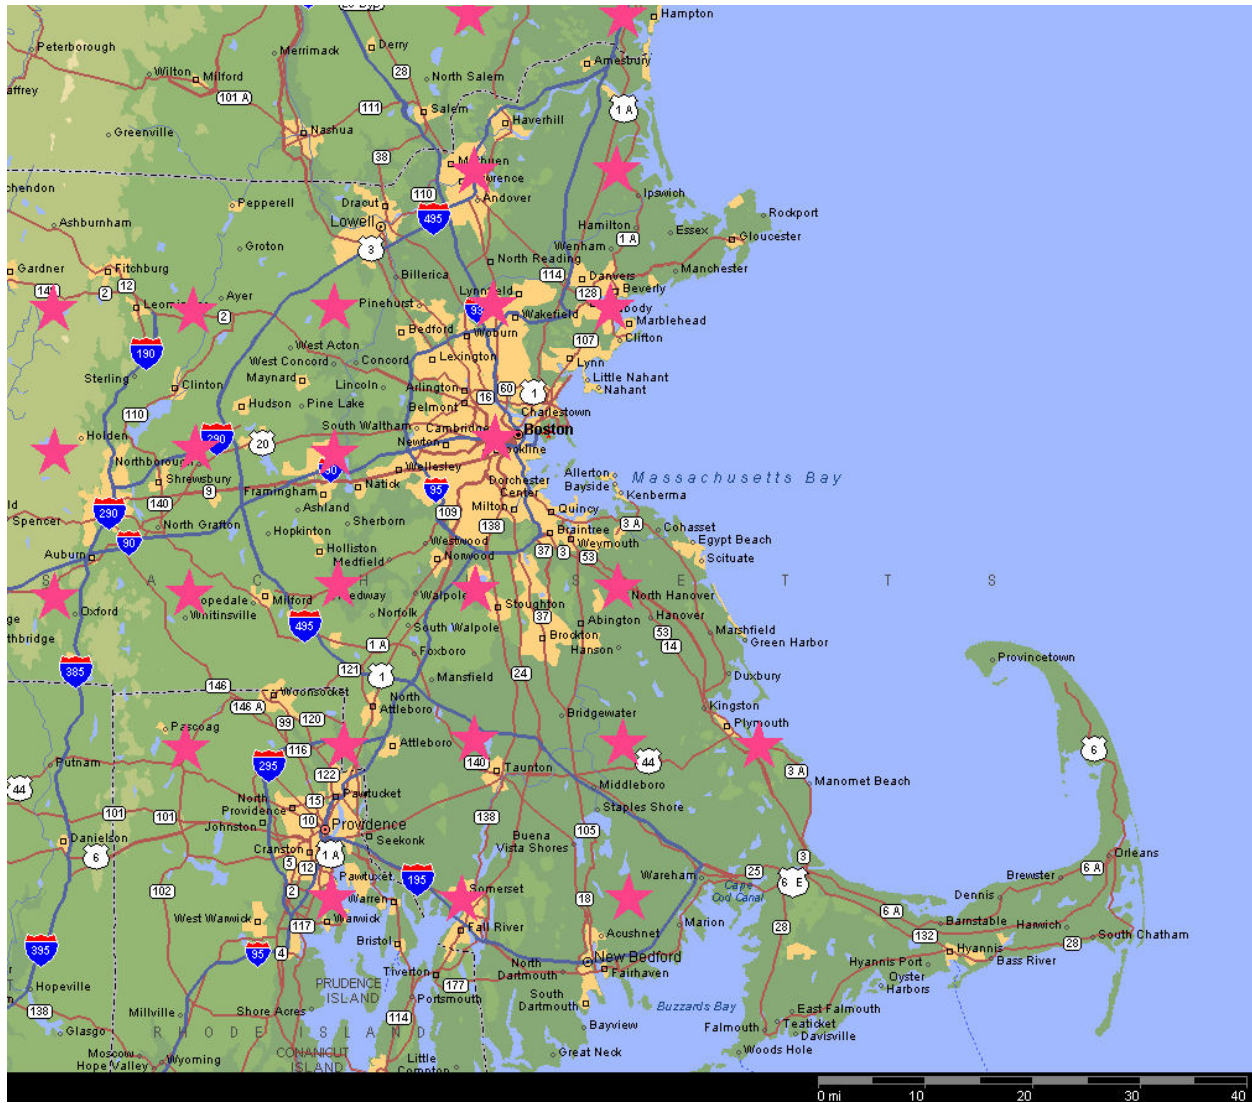 Hampton
Peterborough
Derry
Merrimack
Amesbury
Wilton
Milford
28
North Salem
affrey
101 A
111
Salem
1 A
Haverhill
Greenville
Nashua
38
chendon
110
Andover
Ipswich
Pepperell
Dracut
495
Rockport
Ashburnham
Lowell
Hamilton
Essex
Gloucester
Groton
3
Wenham
1 A
North Reading
Gardner
Fitchburg
Billerica
114
Danvers
Manchester
2
12
Ayer
Pinehurst
128
Beverly
2
93
Wakefield
Marblehead
Bedford
Woburn
107
Clifton
190
West Acton
Lexington
Lynn
West Concord
Concord
Sterling
Clinton
Maynard
Lincoln
Arlington
60
1
Little Nahant
Nahant
110
Hudson
Pine Lake
Belmont
16
Charlestown
Holden
290
20
South Waltham
Boston
Newton
Shrewsbury
Wellesley
Dorchester
Center
Allerton
Bayside
Massachusetts Bay
9
Framingham
Natick
95
Kenberma
290
140
Ashland
109
Milton
Quincy
Spencer
North Grafton
Hopkinton
Sherborn
138
3 A
Cohasset
90
Braintree
Weymouth
Egypt Beach
Auburn
Holliston
Medfield
Westwood
Norwood
37
3
53
Scituate
S A C H S E T T S
Oxford
Milford
Walpole
Stoughton
North Hanover
Whitinsville
Norfolk
Abington
Hanover
thbridge
495
South Walpole
37
Brockton
53
Marshfield
1 A
Hanson
14
Green Harbor
Foxboro
Provincetown
385
121
1
Mansfield
24
Duxbury
146
Woonsocket
North
Attleboro
146 A
Kingston
Pascoag
99
120
Bridgewater
Plymouth
116
Attleboro
6
Putnam
295
140
44
Taunton
3 A
Manomet Beach
44
122
Middleboro
Pawtucket
North
Providence
15
Staples Shore
101
101
10
Johnston
Providence
138
105
Danielson
Seekonk
Buena
Vista Shores
Cranston
6
5
1 A
3
Orleans
12
Pawtuxet
195
Wareham
25
6 A
102
2
Somerset
Cape
Cod Canal
6 E
Brewster
Warren
18
Dennis
West Warwick
Warwick
Marion
6 A
Barnstable
Harwich
117
Fall River
Acushnet
132
28
South Chatham
395
95
4
Bristol
Hyannis
28
New Bedford
Bass River
Tiverton
North
Dartmouth
Fairhaven
Hyannis Port
Oyster
Harbors
Hopeville
PRUDENCE
ISLAND
177
Portsmouth
South
Dartmouth
Buzzards Bay
East Falmouth
138
Millville
Shore Acres
114
Teaticket
Glasgo
RHODE ISLAND
Bayview
Falmouth
Davisville
Moscow
Hope Valley
Wyoming
CONANICUT
ISLAND
Little
Compton
Great Neck
Woods Hole
0 mi 10 20 30 40